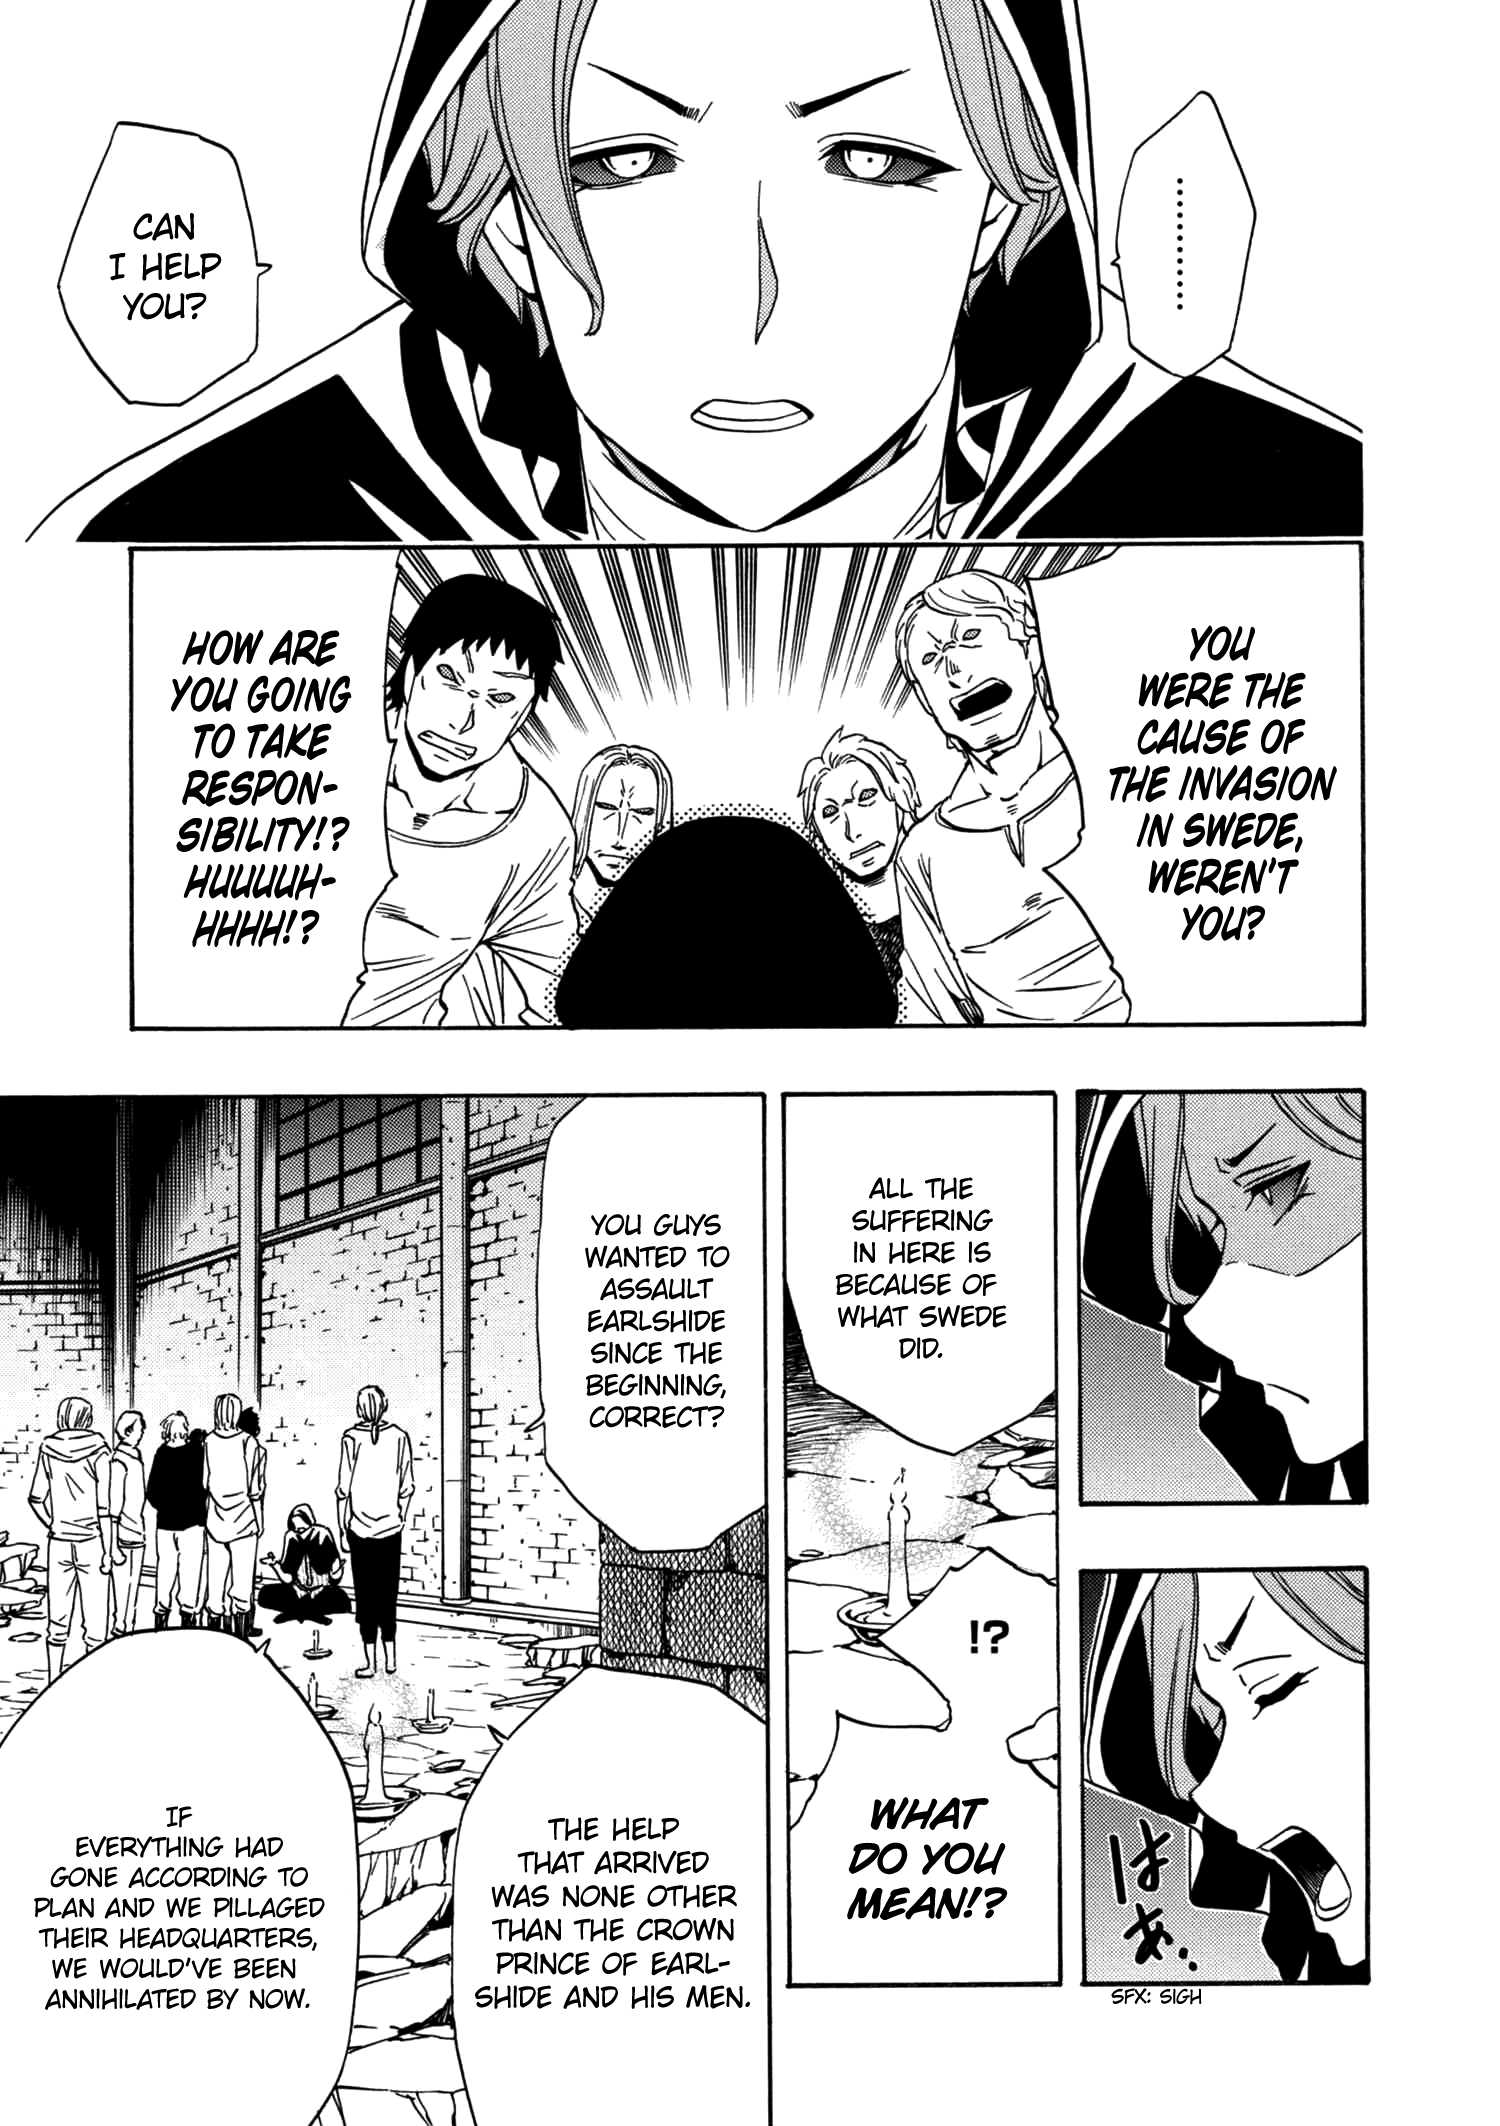 .........
CAN
I HELP
YOU?
YOU
WERE THE
CAUSE OF
THE INVASION
IN SWEDE,
WEREN'T
YOU?
HOW ARE
YOU GOING
TO TAKE
RESPON-
SIBILITY!?
HUUUUH-
HHHH!?
はぁ.
SFX: SIGH
ALL THE
SUFFERING
IN HERE IS
BECAUSE OF
WHAT SWEDE
DID.
!?
WHAT
DO YOU
MEAN!?
YOU GUYS
WANTED TO
ASSAULT
EARLSHIDE
SINCE THE
BEGINNING,
CORRECT?
THE HELP
THAT ARRIVED
WAS NONE OTHER
THAN THE CROWN
PRINCE OF EARL-
SHIDE AND HIS MEN.
IF
EVERYTHING HAD
GONE ACCORDING TO
PLAN AND WE PILLAGED
THEIR HEADQUARTERS,
WE WOULD'VE BEEN
ANNIHILATED BY NOW.